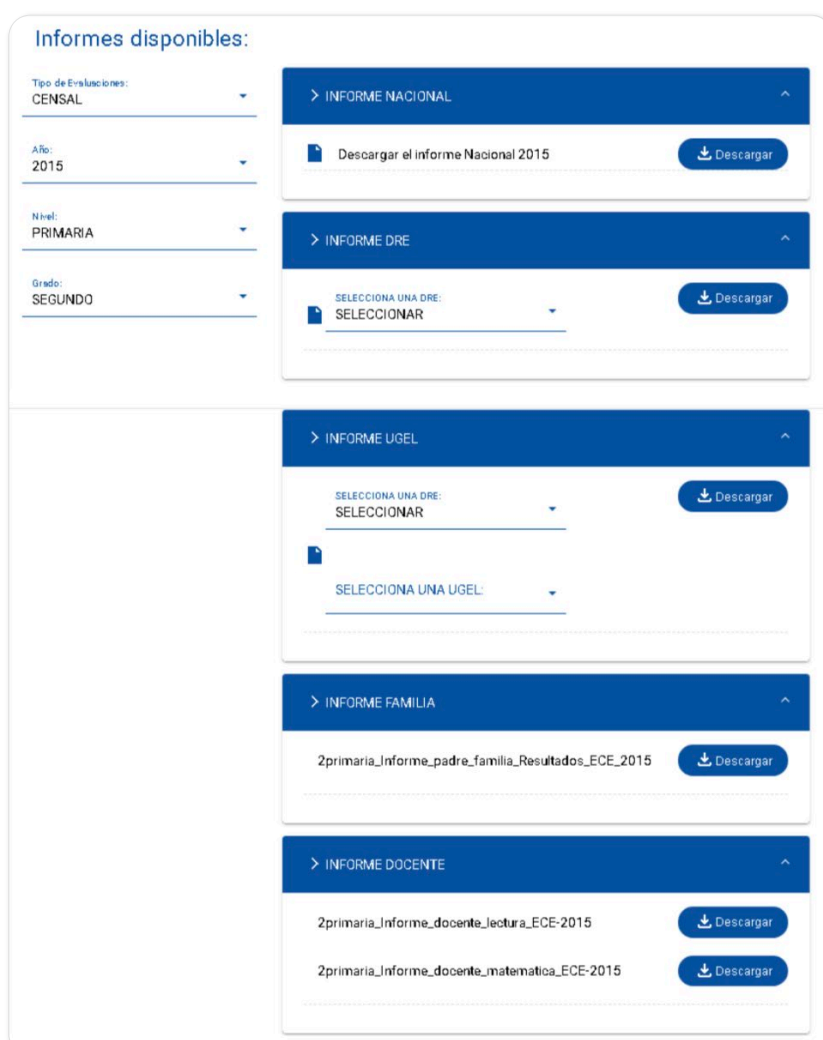 Informes disponibles:
Tipo de Evaluaciones:
CENSAL
Año:
2015
Nivel:
PRIMARIA
Grado:
SEGUNDO
INFORME NACIONAL
Descargar el informe Nacional 2015
Descargar
INFORME DRE
SELECCIONA UNA DRE:
SELECCIONAR
Descargar
INFORME UGEL
SELECCIONA UNA DRE:
SELECCIONAR
Descargar
SELECCIONA UNA UGEL:
INFORME FAMILIA
2primaria_Informe_padre_familia_Resultados_ECE_2015
Descargar
INFORME DOCENTE
2primaria_Informe_docente_lectura_ECE-2015
Descargar
2primaria_Informe_docente_matematica_ECE-2015
Descargar